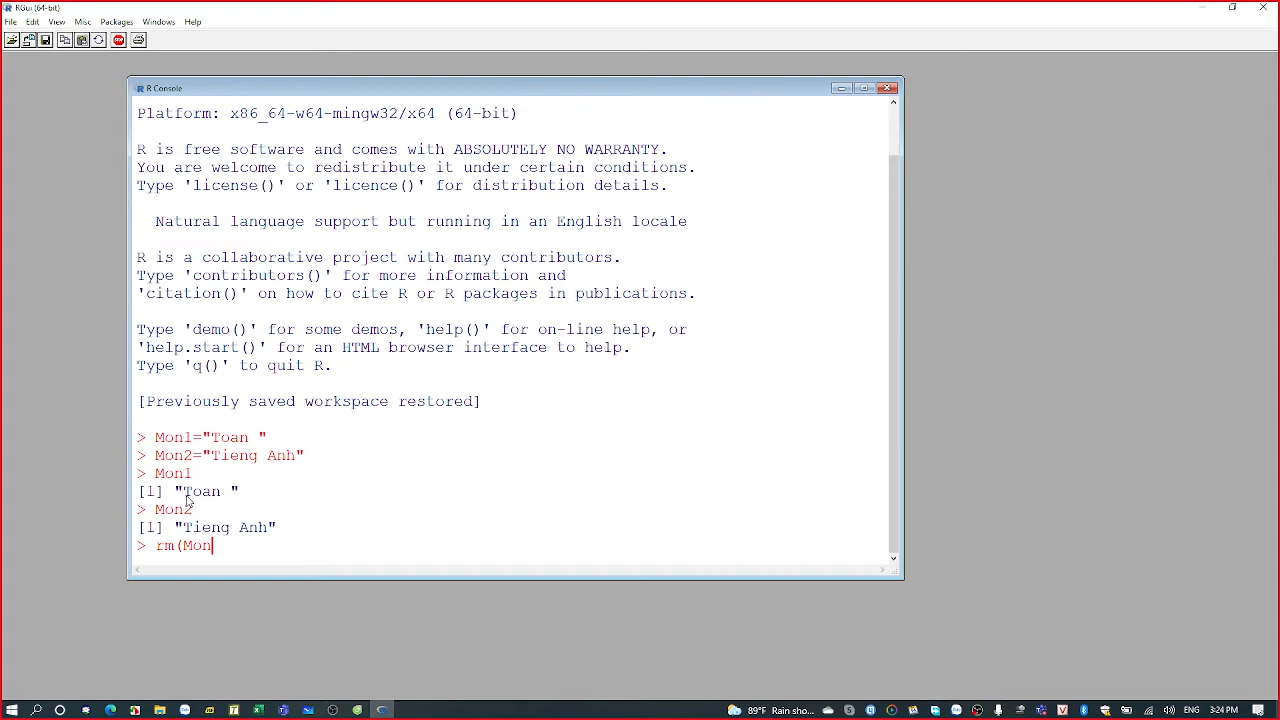 RGui (64-bit)
File Edit View Misc Packages Windows Help
R Console
Platform: x86_64-w64-mingw32/x64 (64-bit)
R is free software and comes with ABSOLUTELY NO WARRANTY.
You are welcome to redistribute it under certain conditions.
Type 'license()' or 'licence()' for distribution details.
Natural language support but running in an English locale
R is a collaborative project with many contributors.
Type 'contributors()' for more information and
'citation()' on how to cite R or R packages in publications.
Type 'demo()' for some demos, 'help()' for on-line help, or
'help.start()' for an HTML browser interface to help.
Type 'q()' to quit R.
[Previously saved workspace restored]
> Mon1="Toan "
> Mon2="Tieng Anh"
> Mon1
[1] "Toan "
> Mon2
[1] "Tieng Anh"
> rm(Mon
89°F Rain sho... ENG 3:24 PM